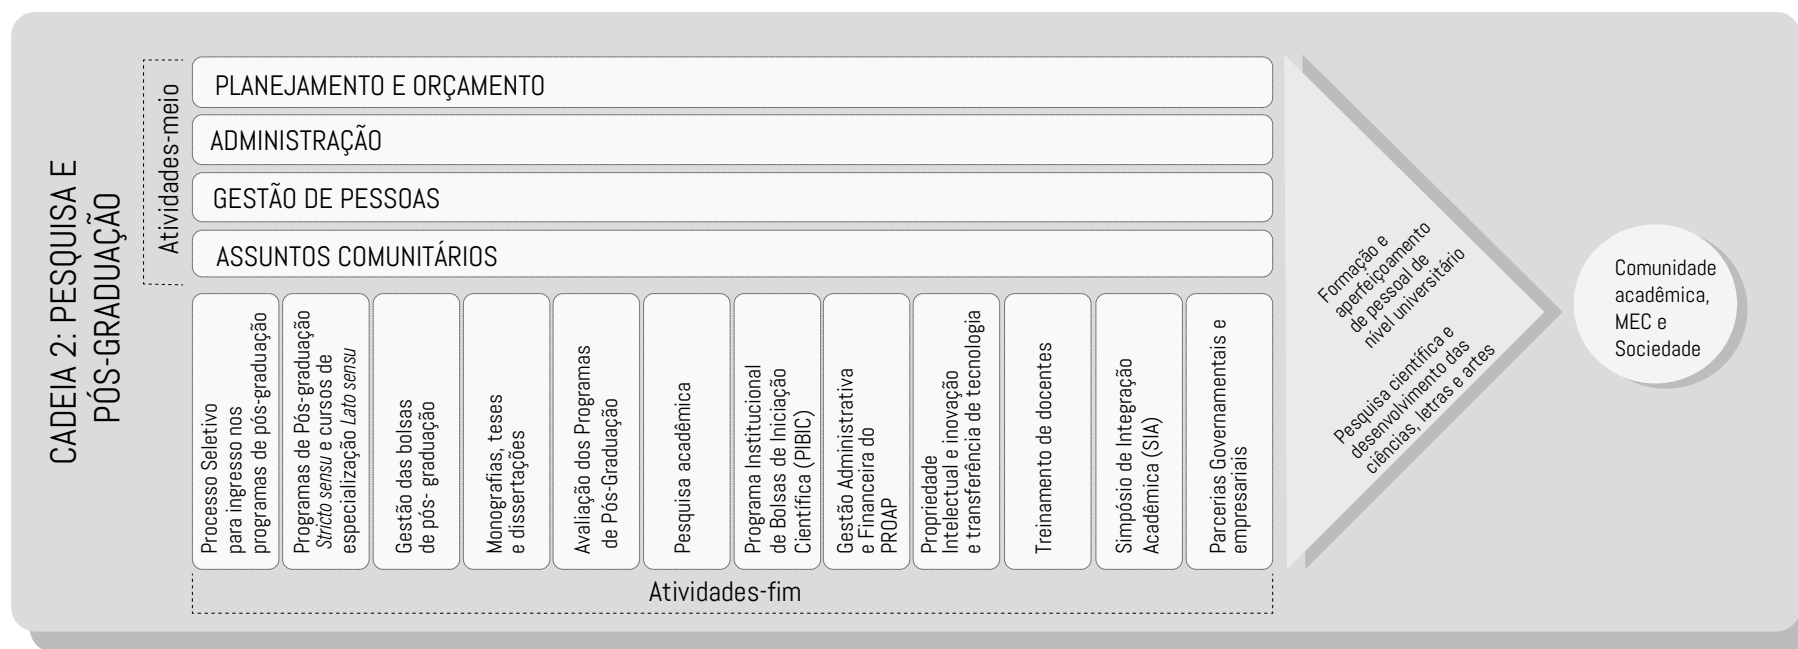 CADEIA 2: PESQUISA E
PÓS-GRADUAÇÃO
Atividades-meio
PLANEJAMENTO E ORÇAMENTO
ADMINISTRAÇÃO
GESTÃO DE PESSOAS
ASSUNTOS COMUNITÁRIOS
Processo Seletivo
para ingresso nos
programas de pós-graduação
Programas de Pós-graduação
Stricto sensu e cursos de
especialização Lato sensu
Gestão das bolsas
de pós- graduação
Monografias, teses
e dissertações
Avaliação dos Programas
de Pós-Graduação
Pesquisa acadêmica
Programa Institucional
de Bolsas de Iniciação
Científica (PIBIC)
Gestão Administrativa
e Financeira do
PROAP
Propriedade
Intelectual e inovação
e transferência de tecnologia
Treinamento de docentes
Simpósio de Integração
Acadêmica (SIA)
Parcerias Governamentais e
empresariais
Atividades-fim
Formação e
aperfeiçoamento
de pessoal de
nível universitário
Pesquisa científica e
desenvolvimento das
ciências, letras e artes
Comunidade
acadêmica,
MEC e
Sociedade